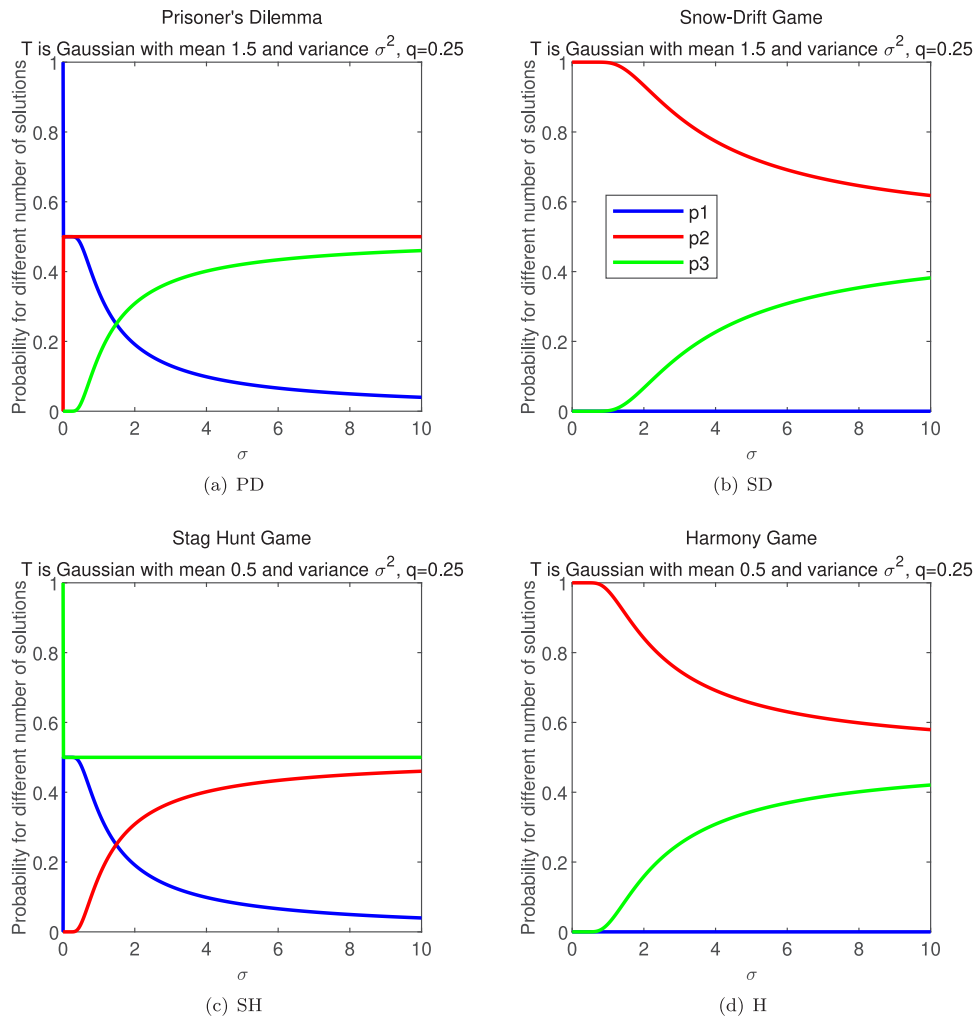 Prisoner's Dilemma
T is Gaussian with mean 1.5 and variance σ², q=0.25
Probability for different number of solutions
1
0.8
0.6
0.4
0.2
0
0 2 4 6 8 10
σ
(a) PD
Snow-Drift Game
T is Gaussian with mean 1.5 and variance σ², q=0.25
Probability for different number of solutions
1
0.8
0.6
0.4
0.2
0
p1
p2
p3
0 2 4 6 8 10
σ
(b) SD
Stag Hunt Game
T is Gaussian with mean 0.5 and variance σ², q=0.25
Probability for different number of solutions
1
0.8
0.6
0.4
0.2
0
0 2 4 6 8 10
σ
(c) SH
Harmony Game
T is Gaussian with mean 0.5 and variance σ², q=0.25
Probability for different number of solutions
1
0.8
0.6
0.4
0.2
0
0 2 4 6 8 10
σ
(d) H